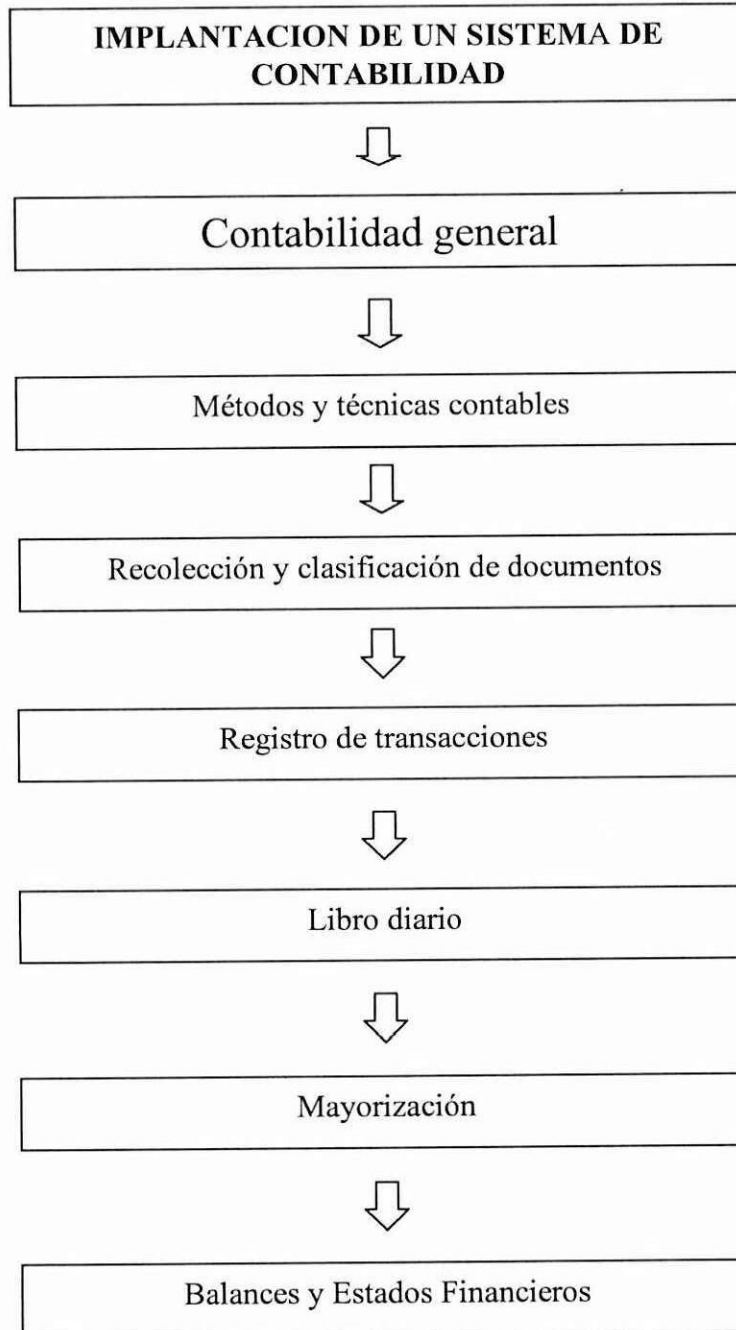 IMPLANTACION DE UN SISTEMA DE
CONTABILIDAD
Contabilidad general
Métodos y técnicas contables
Recolección y clasificación de documentos
Registro de transacciones
Libro diario
Mayorización
Balances y Estados Financieros